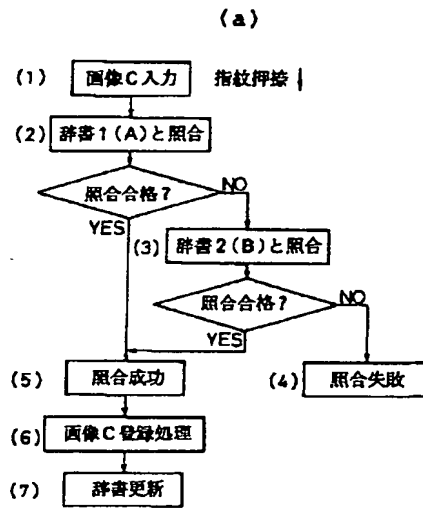 (a)
(1) 画像C入力 指紋押捺
(2) 辞書1(A)と照合
照合合格?
NO
YES
(3) 辞書2(B)と照合
照合合格?
NO
YES
(5) 照合成功
(4) 照合失敗
(6) 画像C登録処理
(7) 辞書更新